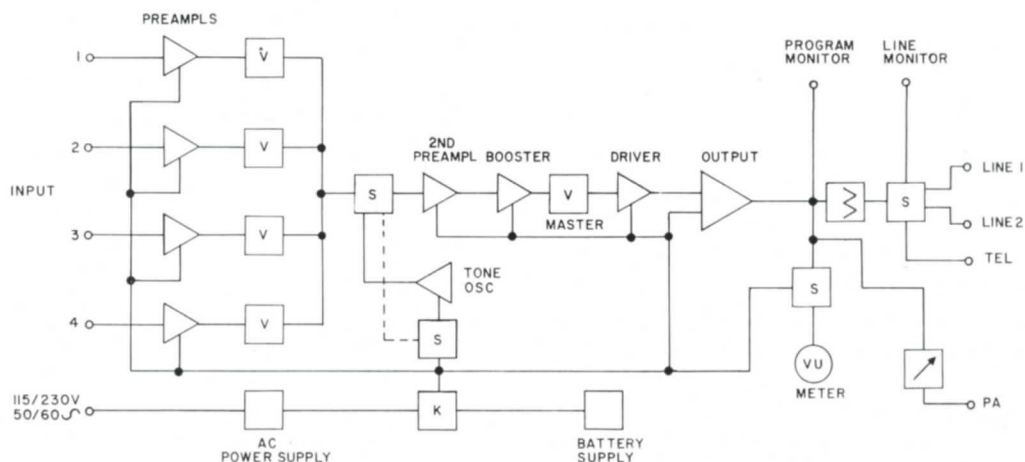 PREAMPLS
1
V̂
2
V
INPUT
3
V
4
V
115/230V
50/60~
AC
POWER SUPPLY
K
BATTERY
SUPPLY
S
2ND
PREAMPL
BOOSTER
V
MASTER
DRIVER
OUTPUT
TONE
OSC
S
PROGRAM
MONITOR
LINE
MONITOR
S
LINE 1
LINE 2
TEL
S
VU
METER
PA